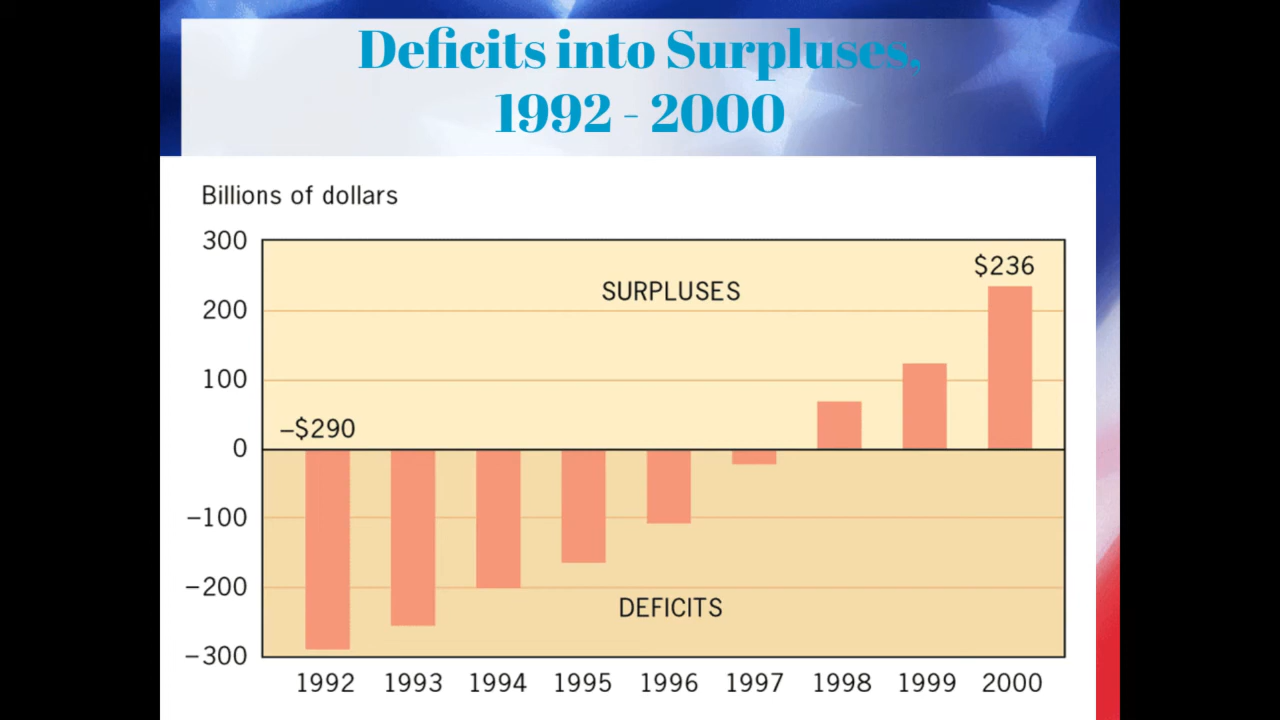 Deficits into Surpluses,
1992 - 2000
Billions of dollars
300
$236
SURPLUSES
200
100
–$290
0
–100
–200
DEFICITS
–300
1992 1993 1994 1995 1996 1997 1998 1999 2000